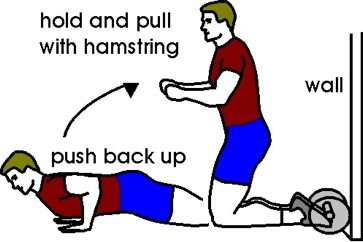 hold and pull
with hamstring
wall
push back up